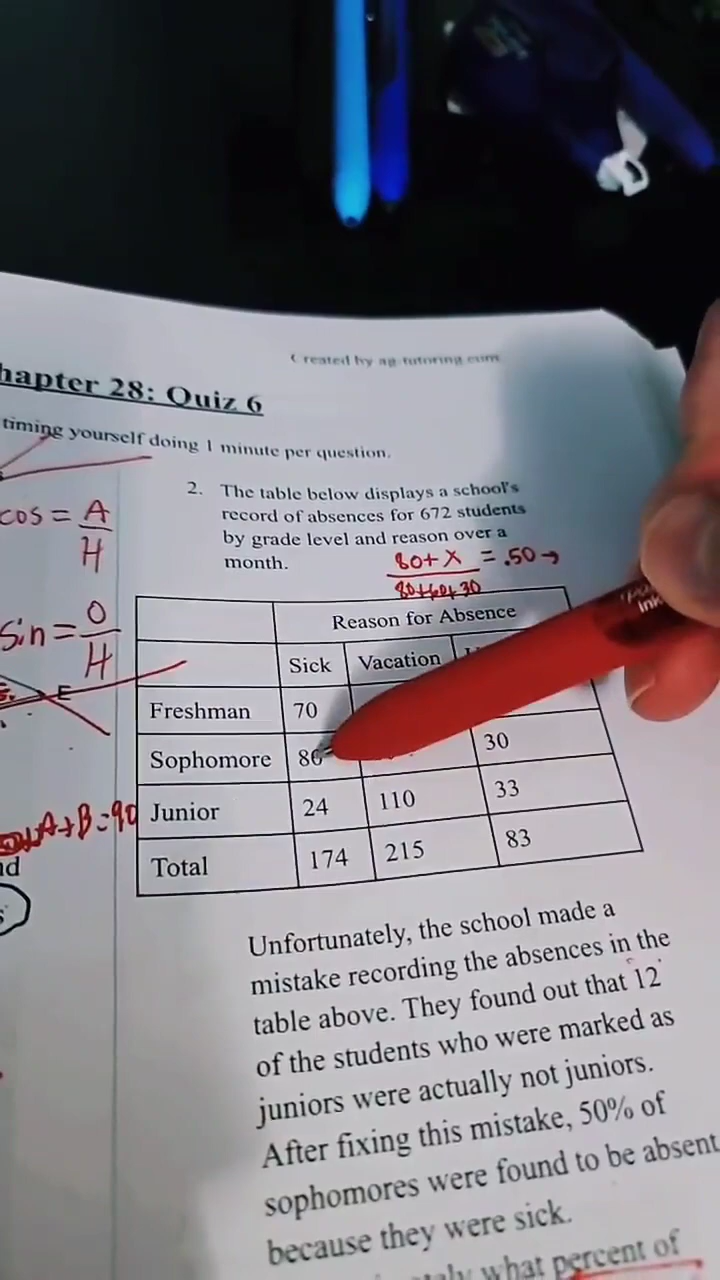 Created by ag-tutoring.com
hapter 28: Quiz 6
timing yourself doing 1 minute per question.
cos = A
H
Sin = O
H
E
A+B=90
nd
2. The table below displays a school's
record of absences for 672 students
by grade level and reason over a
month.
80+x = .50 →
80+60+30
Reason for Absence
Sick Vacation
Freshman 70
Sophomore 80 30
Junior 24 110 33
Total 174 215 83
Unfortunately, the school made a
mistake recording the absences in the
table above. They found out that 12
of the students who were marked as
juniors were actually not juniors.
After fixing this mistake, 50% of
sophomores were found to be absent
because they were sick.
what percent of